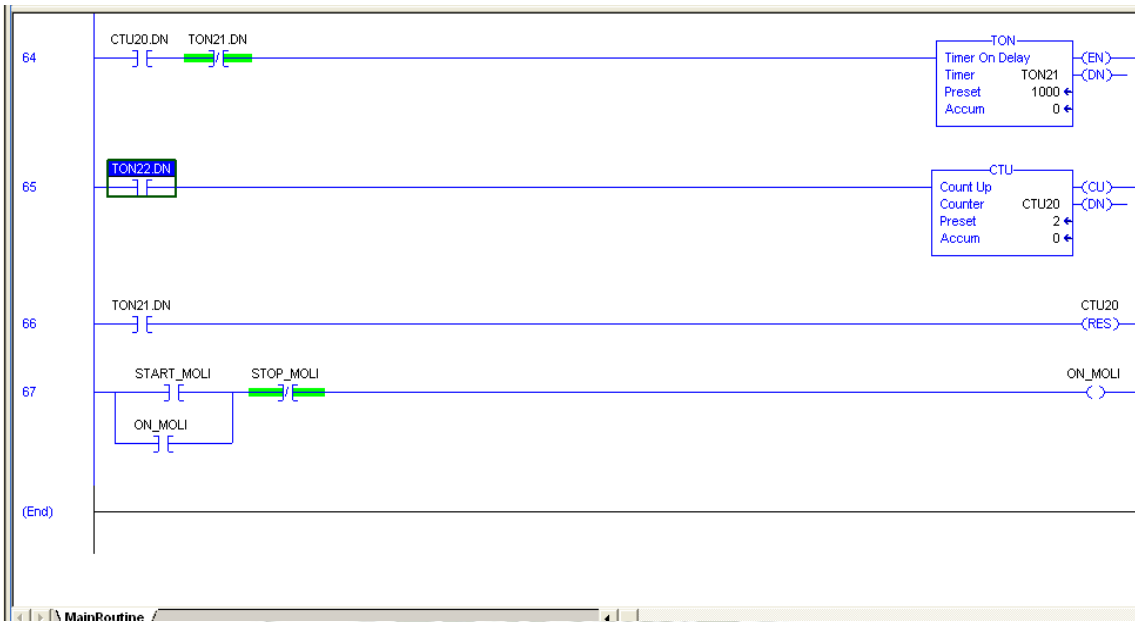 CTU20.DN TON21.DN
64
TON
Timer On Delay
Timer TON21
Preset 1000
Accum 0
(EN)
(DN)
TON22.DN
65
CTU
Count Up
Counter CTU20
Preset 2
Accum 0
(CU)
(DN)
TON21.DN
66
CTU20
(RES)
START_MOLI STOP_MOLI
67
ON_MOLI
ON_MOLI
(End)
MainRoutine